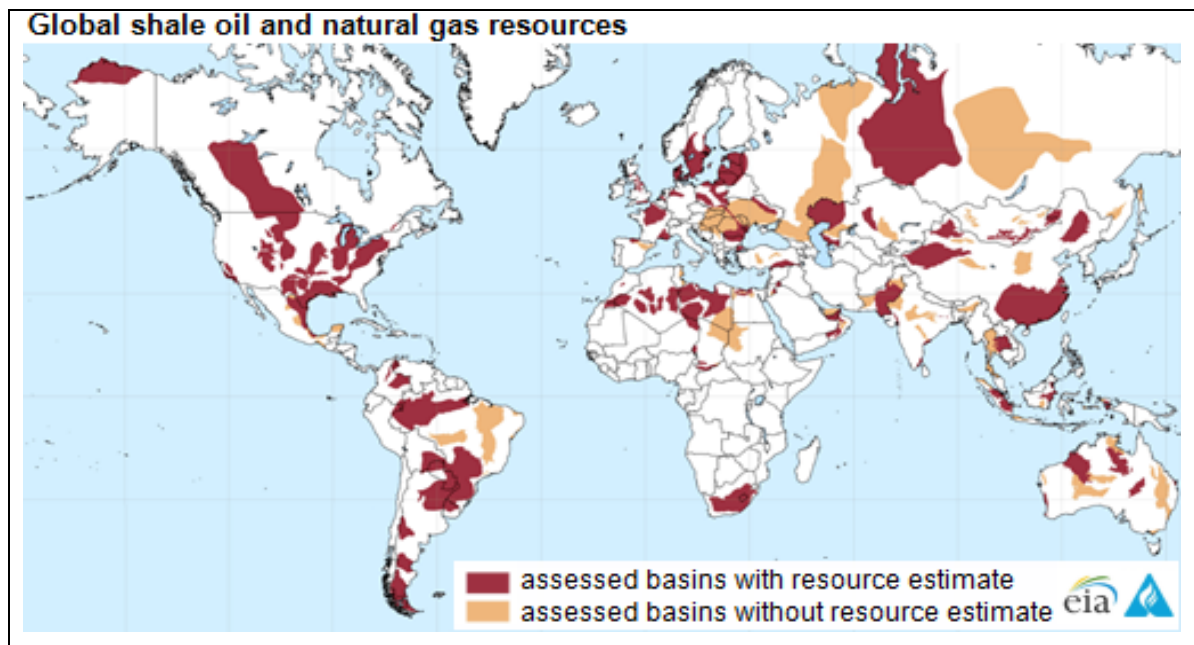 Global shale oil and natural gas resources
assessed basins with resource estimate
assessed basins without resource estimate
eia